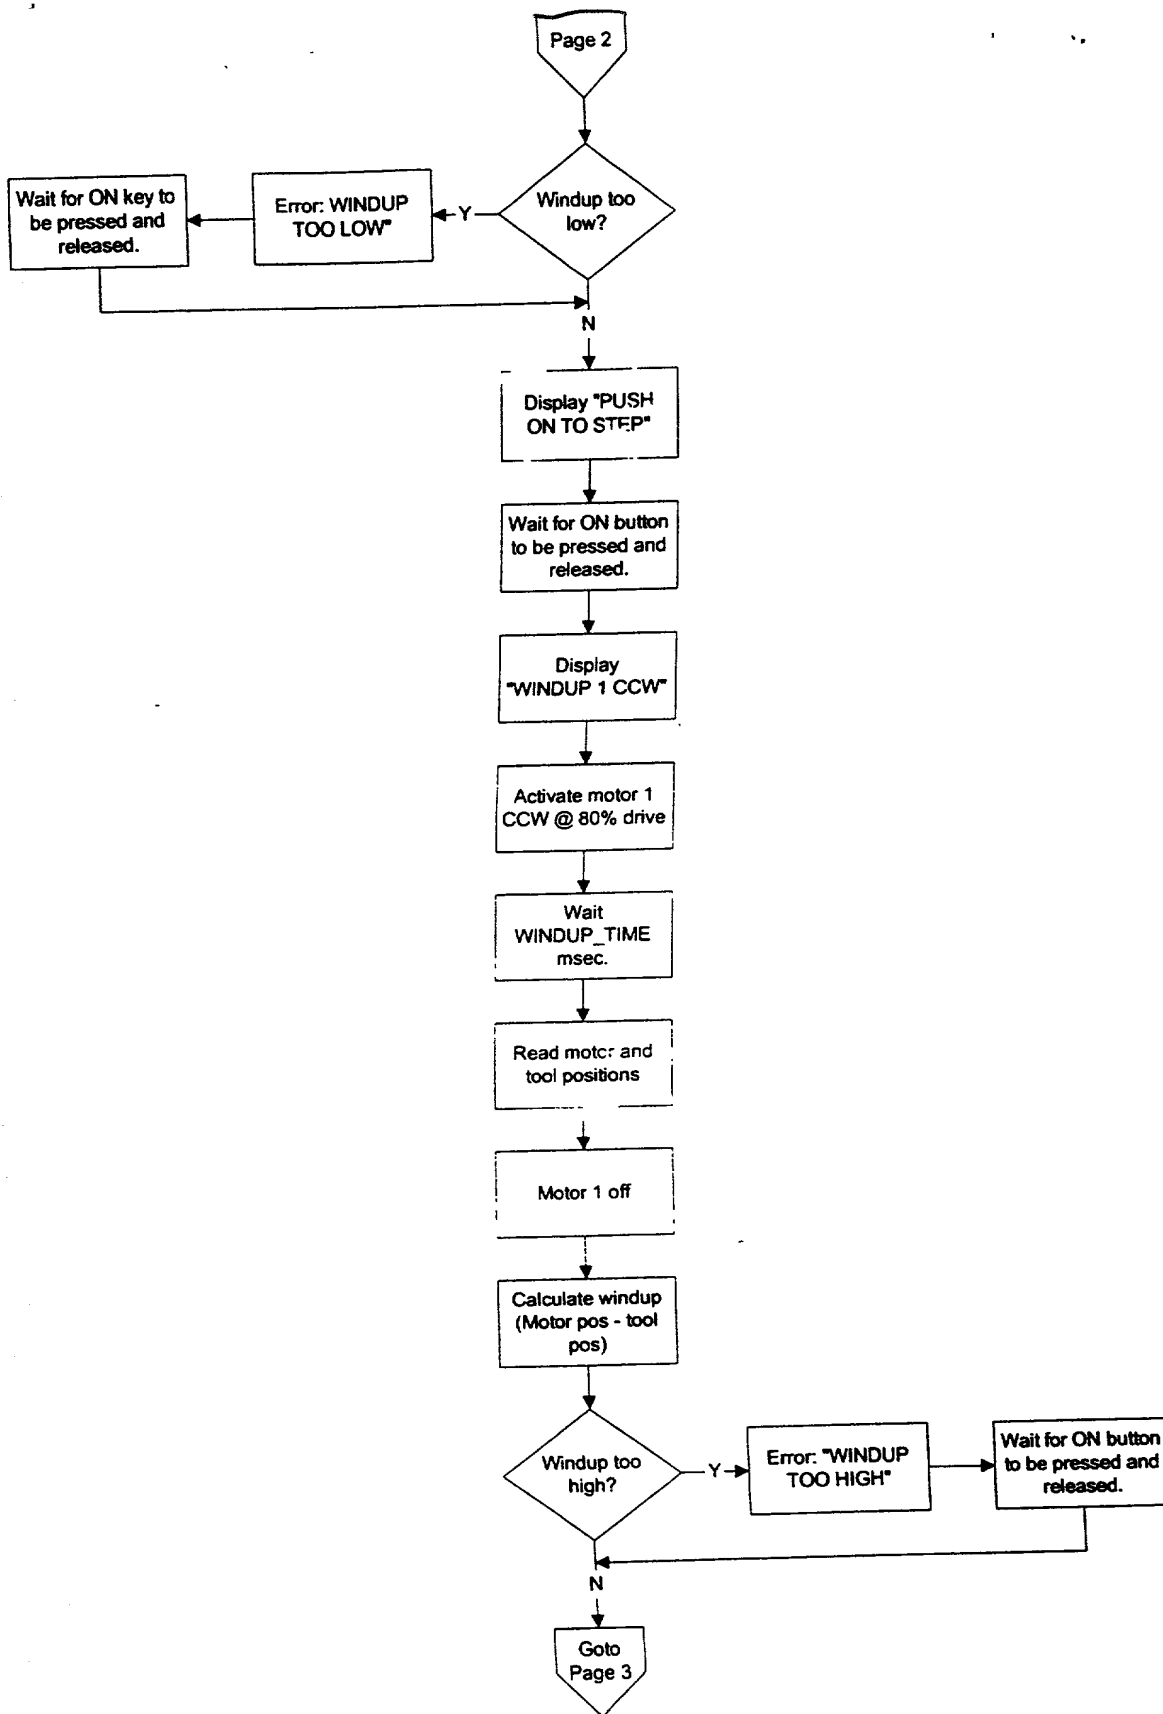 Page 2
Windup too
low?
Y
Error: WINDUP
TOO LOW"
Wait for ON key to
be pressed and
released.
N
Display "PUSH
ON TO STEP"
Wait for ON button
to be pressed and
released.
Display
"WINDUP 1 CCW"
Activate motor 1
CCW @ 80% drive
Wait
WINDUP_TIME
msec.
Read motor and
tool positions
Motor 1 off
Calculate windup
(Motor pos - tool
pos)
Windup too
high?
Y
Error: "WINDUP
TOO HIGH"
Wait for ON button
to be pressed and
released.
N
Goto
Page 3